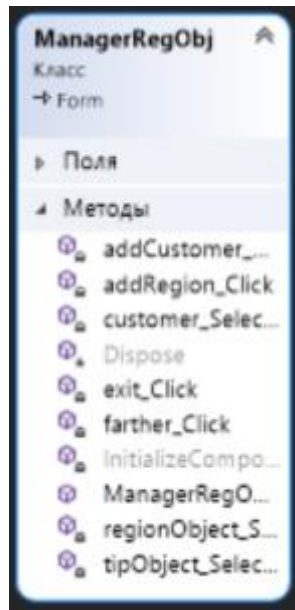 ManagerRegObj
Класс
Form
Поля
Методы
addCustomer_...
addRegion_Click
customer_Selec...
Dispose
exit_Click
farther_Click
InitializeCompo...
ManagerRegO...
regionObject_S...
tipObject_Selec...